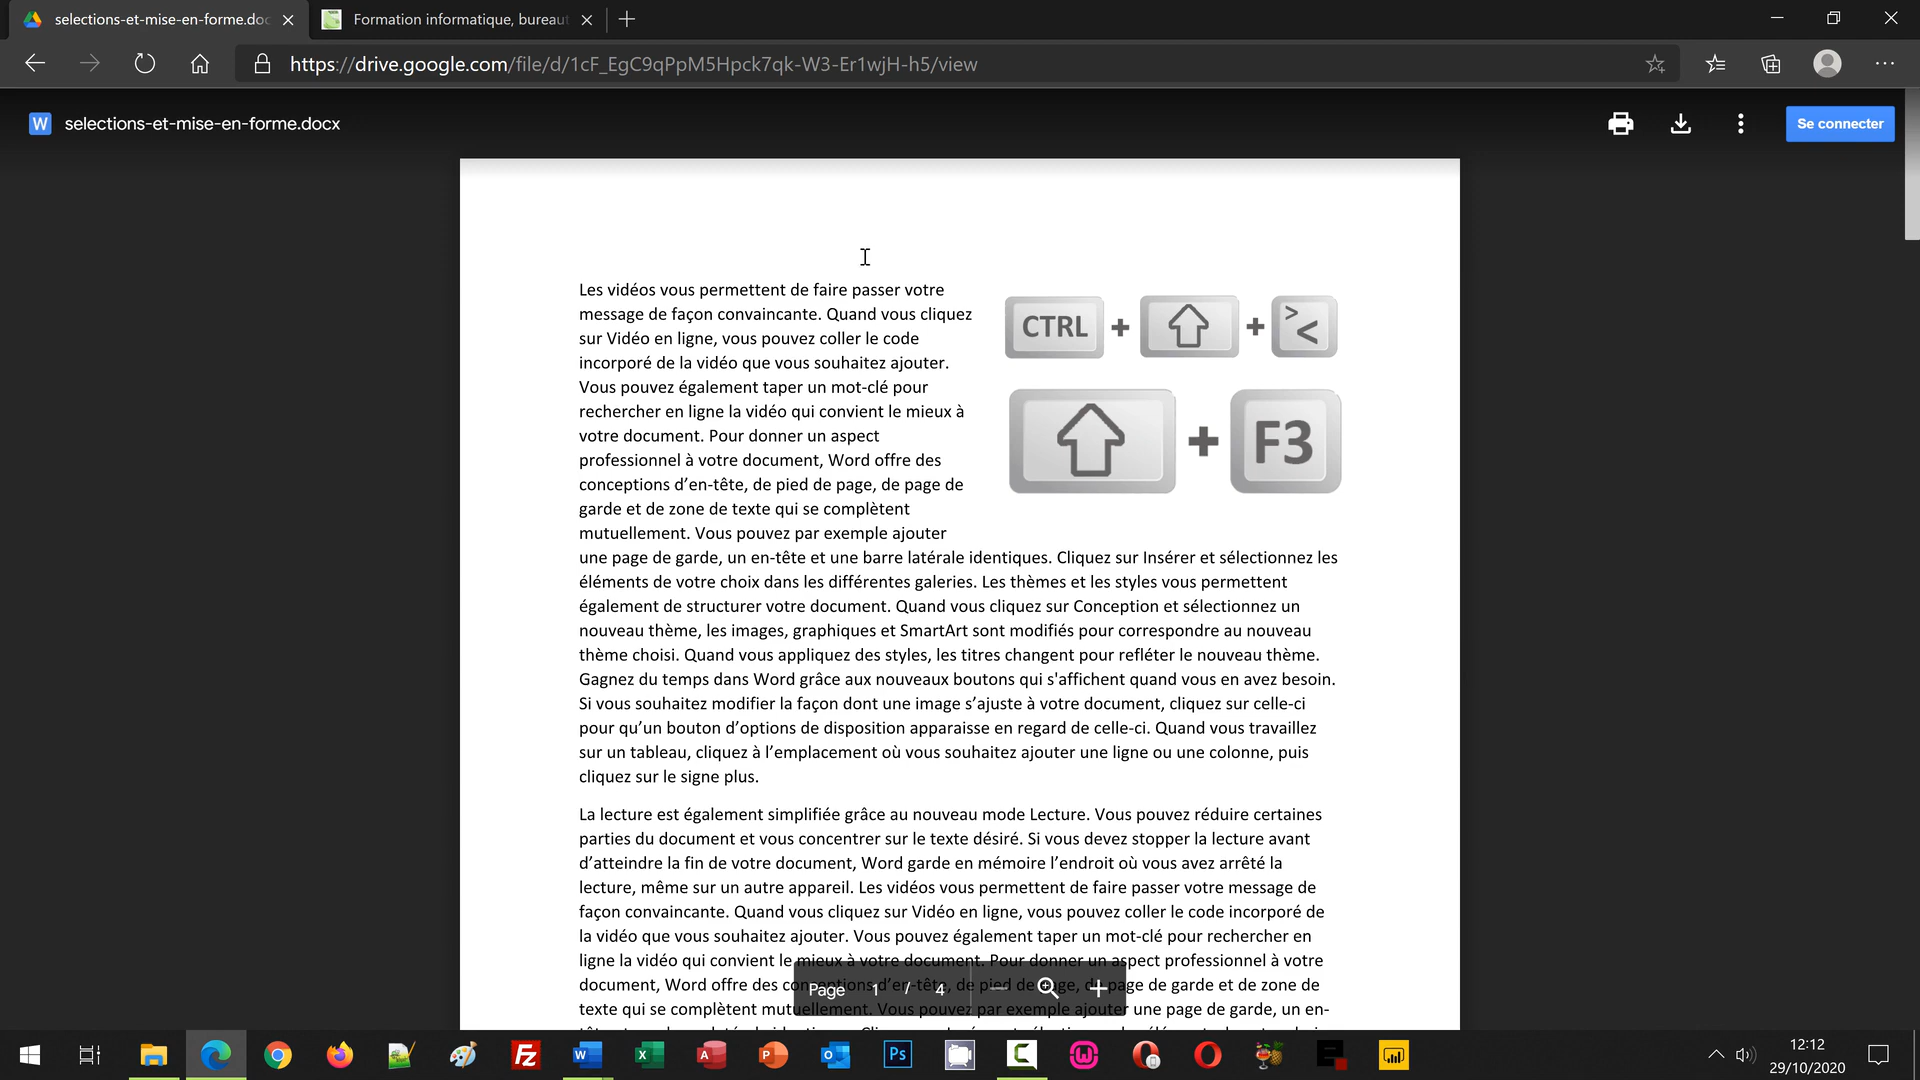 selections-et-mise-en-forme.doc
Formation informatique, bureaut
https://drive.google.com/file/d/1cF_EgC9qPpM5Hpck7qk-W3-Er1wjH-h5/view
W selections-et-mise-en-forme.docx
Se connecter
Les vidéos vous permettent de faire passer votre
message de façon convaincante. Quand vous cliquez
sur Vidéo en ligne, vous pouvez coller le code
incorporé de la vidéo que vous souhaitez ajouter.
Vous pouvez également taper un mot-clé pour
rechercher en ligne la vidéo qui convient le mieux à
votre document. Pour donner un aspect
professionnel à votre document, Word offre des
conceptions d’en-tête, de pied de page, de page de
garde et de zone de texte qui se complètent
mutuellement. Vous pouvez par exemple ajouter
CTRL + + > <
+ F3
une page de garde, un en-tête et une barre latérale identiques. Cliquez sur Insérer et sélectionnez les
éléments de votre choix dans les différentes galeries. Les thèmes et les styles vous permettent
également de structurer votre document. Quand vous cliquez sur Conception et sélectionnez un
nouveau thème, les images, graphiques et SmartArt sont modifiés pour correspondre au nouveau
thème choisi. Quand vous appliquez des styles, les titres changent pour refléter le nouveau thème.
Gagnez du temps dans Word grâce aux nouveaux boutons qui s'affichent quand vous en avez besoin.
Si vous souhaitez modifier la façon dont une image s’ajuste à votre document, cliquez sur celle-ci
pour qu’un bouton d’options de disposition apparaisse en regard de celle-ci. Quand vous travaillez
sur un tableau, cliquez à l’emplacement où vous souhaitez ajouter une ligne ou une colonne, puis
cliquez sur le signe plus.
La lecture est également simplifiée grâce au nouveau mode Lecture. Vous pouvez réduire certaines
parties du document et vous concentrer sur le texte désiré. Si vous devez stopper la lecture avant
d’atteindre la fin de votre document, Word garde en mémoire l’endroit où vous avez arrêté la
lecture, même sur un autre appareil. Les vidéos vous permettent de faire passer votre message de
façon convaincante. Quand vous cliquez sur Vidéo en ligne, vous pouvez coller le code incorporé de
la vidéo que vous souhaitez ajouter. Vous pouvez également taper un mot-clé pour rechercher en
ligne la vidéo qui convient le mieux à votre document. Pour donner un aspect professionnel à votre
document, Word offre des conceptions d’en-tête, de pied de page, de page de garde et de zone de
texte qui se complètent mutuellement. Vous pouvez par exemple ajouter une page de garde, un en-
Page 1 / 4
12:12
29/10/2020